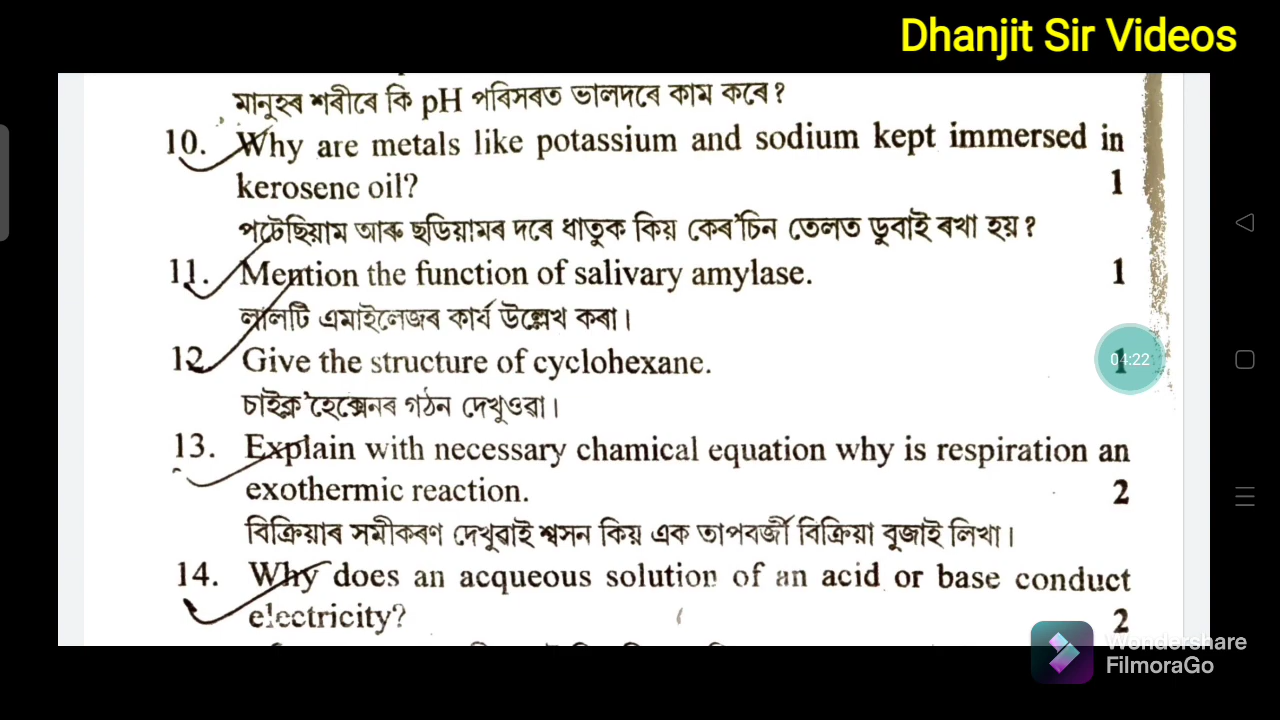 Dhanjit Sir Videos
মানুহৰ শৰীৰে কি pH পৰিসৰত ভালদৰে কাম কৰে?
10. Why are metals like potassium and sodium kept immersed in
kerosene oil? 1
পটেছিয়াম আৰু ছডিয়ামৰ দৰে ধাতুক কিয় কেৰ'চিন তেলত ডুবাই ৰখা হয়?
11. Mention the function of salivary amylase. 1
লালটি এমাইলেজৰ কাৰ্য উল্লেখ কৰা।
12. Give the structure of cyclohexane. 1
04:22
চাইক্ল'হেক্সেনৰ গঠন দেখুওৱা।
13. Explain with necessary chamical equation why is respiration an
exothermic reaction. 2
বিক্ৰিয়াৰ সমীকৰণ দেখুৱাই শ্বসন কিয় এক তাপবৰ্জী বিক্ৰিয়া বুজাই লিখা।
14. Why does an acqueous solution of an acid or base conduct
electricity? 2
Wondershare
FilmoraGo